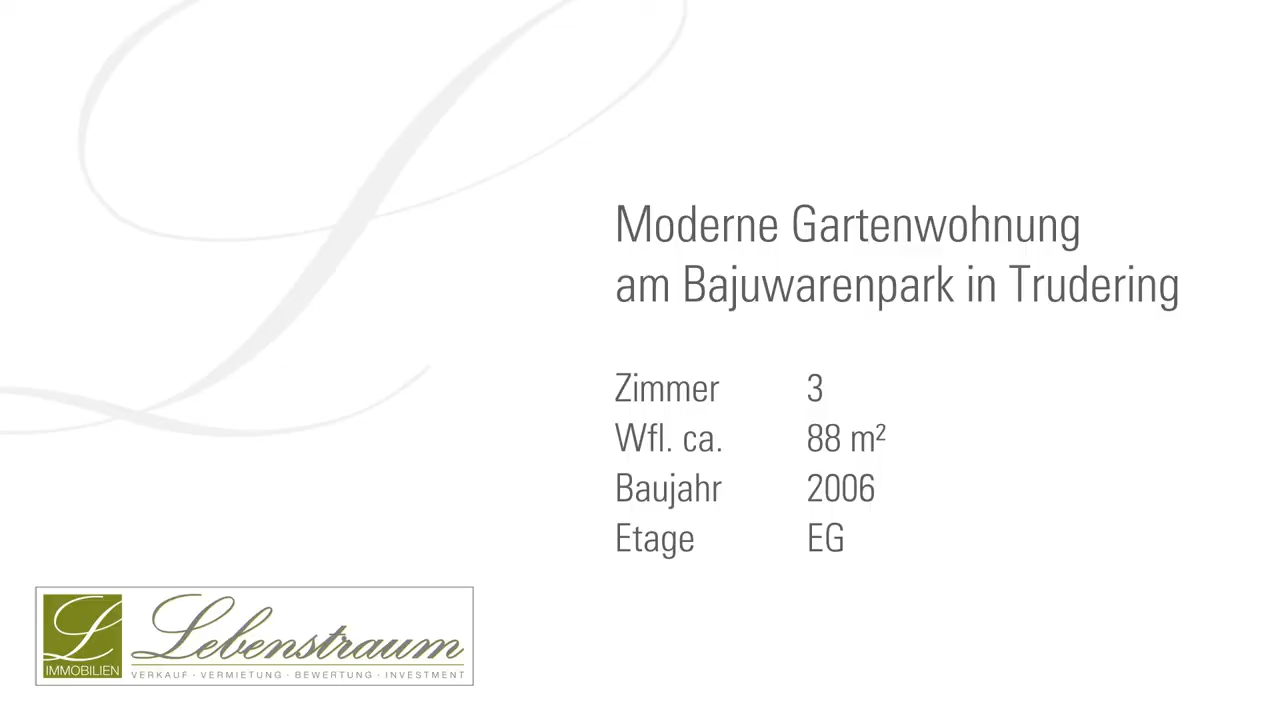 Moderne Gartenwohnung
am Bajuwarenpark in Trudering
Zimmer 3
Wfl. ca. 88 m²
Baujahr 2006
Etage EG
L
IMMOBILIEN
Lebenstraum
VERKAUF · VERMIETUNG · BEWERTUNG · INVESTMENT